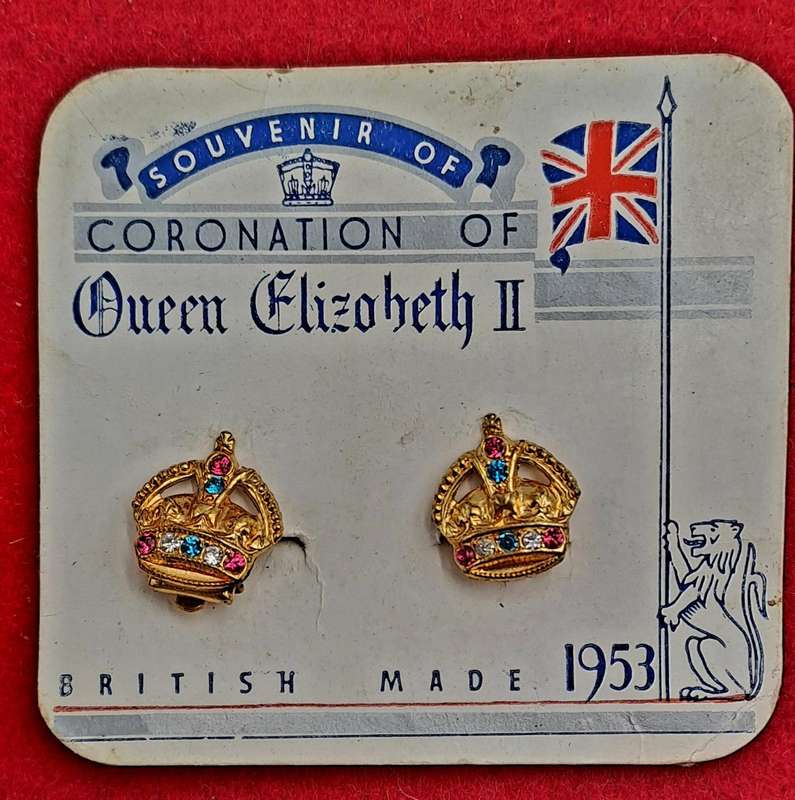 SOUVENIR OF
CORONATION OF
Queen Elizabeth II
BRITISH MADE 1953